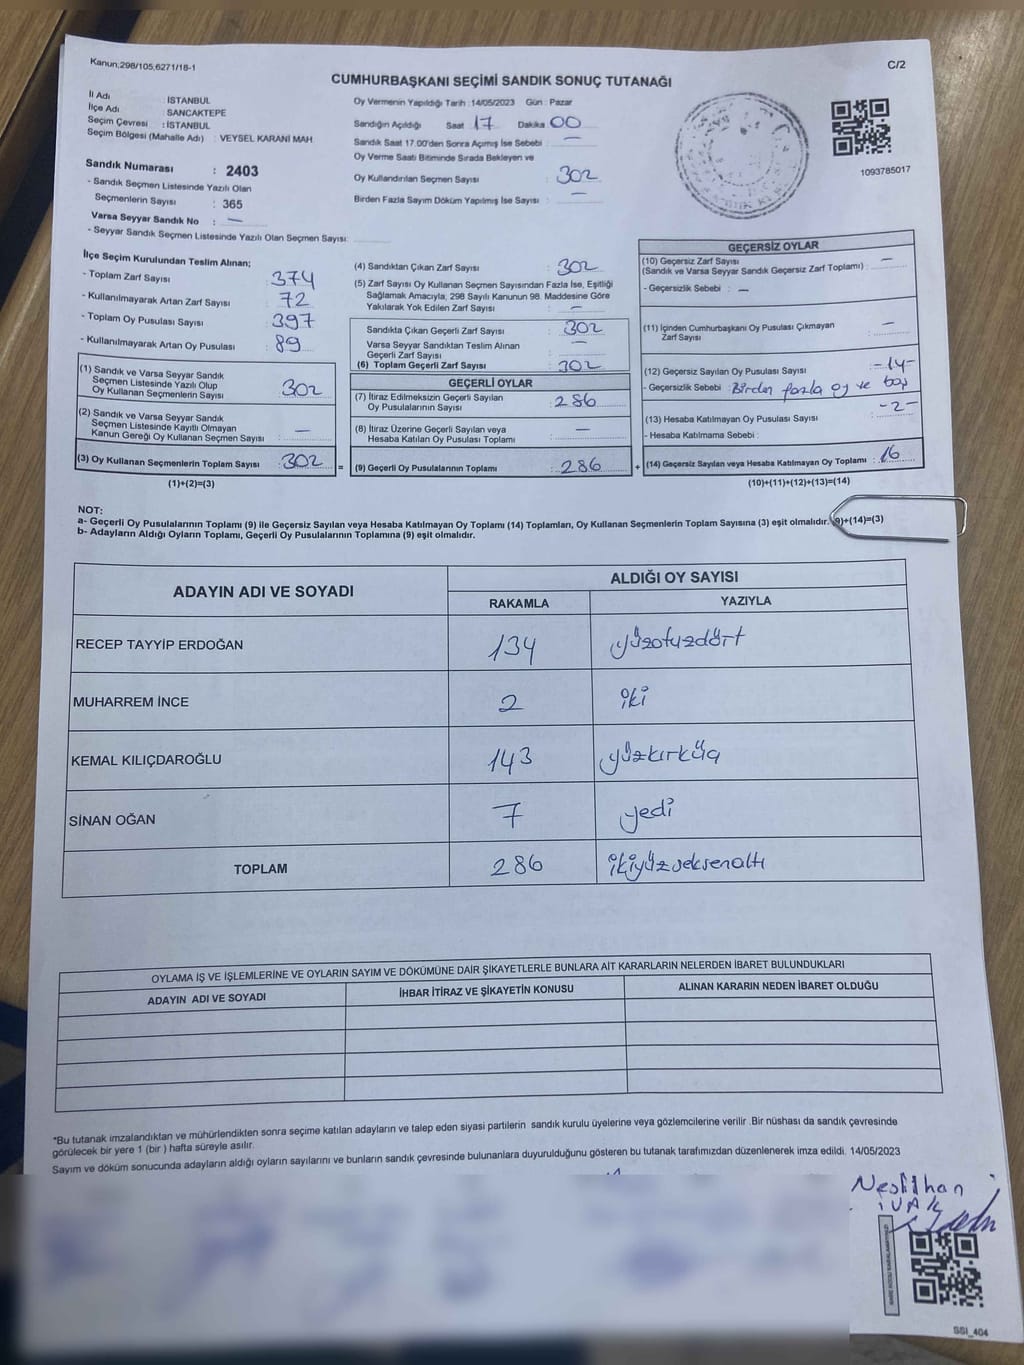 Kanun,298/105,6271/18-1
C/2
CUMHURBAŞKANI SEÇİMİ SANDIK SONUÇ TUTANAĞI
İl Adı İSTANBUL
İlçe Adı : SANCAKTEPE
Seçim Çevresi : İSTANBUL
Seçim Bölgesi (Mahalle Adı) : VEYSEL KARANİ MAH
Sandık Numarası : 2403
- Sandık Seçmen Listesinde Yazılı Olan
Seçmenlerin Sayısı : 365
Varsa Seyyar Sandık No : —
- Seyyar Sandık Seçmen Listesinde Yazılı Olan Seçmen Sayısı:
Oy Vermenin Yapıldığı Tarih :14/05/2023 Gün : Pazar
Sandığın Açıldığı Saat 17 Dakika 00
Sandık Saat 17.00'den Sonra Açımış İse Sebebi : —
Oy Verme Saati Bitiminde Sırada Bekleyen ve
Oy Kullandırılan Seçmen Sayısı : 302
Birden Fazla Sayım Döküm Yapılmış İse Sayısı : —
1093785017
İlçe Seçim Kurulundan Teslim Alınan;
- Toplam Zarf Sayısı : 374
- Kullanılmayarak Artan Zarf Sayısı : 72
- Toplam Oy Pusulası Sayısı : 397
- Kullanılmayarak Artan Oy Pusulası : 89
(1) Sandık ve Varsa Seyyar Sandık
Seçmen Listesinde Yazılı Olup
Oy Kullanan Seçmenlerin Sayısı : 302
(2) Sandık ve Varsa Seyyar Sandık
Seçmen Listesinde Kayıtlı Olmayan
Kanun Gereği Oy Kullanan Seçmen Sayısı : —
(3) Oy Kullanan Seçmenlerin Toplam Sayısı : 302
(1)+(2)=(3)
=
(4) Sandıktan Çıkan Zarf Sayısı : 302
(5) Zarf Sayısı Oy Kullanan Seçmen Sayısından Fazla İse, Eşitliği
Sağlamak Amacıyla, 298 Sayılı Kanunun 98. Maddesine Göre
Yakılarak Yok Edilen Zarf Sayısı : —
Sandıkta Çıkan Geçerli Zarf Sayısı : 302
Varsa Seyyar Sandıktan Teslim Alınan
Geçerli Zarf Sayısı : —
(6) Toplam Geçerli Zarf Sayısı : 302
GEÇERLİ OYLAR
(7) İtiraz Edilmeksizin Geçerli Sayılan
Oy Pusulalarının Sayısı : 286
(8) İtiraz Üzerine Geçerli Sayılan veya
Hesaba Katılan Oy Pusulası Toplamı : —
(9) Geçerli Oy Pusulalarının Toplamı : 286
+
GEÇERSİZ OYLAR
(10) Geçersiz Zarf Sayısı
(Sandık ve Varsa Seyyar Sandık Geçersiz Zarf Toplamı) : —
- Geçersizlik Sebebi : —
(11) İçinden Cumhurbaşkanı Oy Pusulası Çıkmayan
Zarf Sayısı : —
(12) Geçersiz Sayılan Oy Pusulası Sayısı : -14-
- Geçersizlik Sebebi : Birden fazla oy ve boş
(13) Hesaba Katılmayan Oy Pusulası Sayısı : -2-
- Hesaba Katılmama Sebebi :
(14) Geçersiz Sayılan veya Hesaba Katılmayan Oy Toplamı : 16
(10)+(11)+(12)+(13)=(14)
NOT:
a- Geçerli Oy Pusulalarının Toplamı (9) ile Geçersiz Sayılan veya Hesaba Katılmayan Oy Toplamı (14) Toplamları, Oy Kullanan Seçmenlerin Toplam Sayısına (3) eşit olmalıdır. (9)+(14)=(3)
b- Adayların Aldığı Oyların Toplamı, Geçerli Oy Pusulalarının Toplamına (9) eşit olmalıdır.
ADAYIN ADI VE SOYADI
ALDIĞI OY SAYISI
RAKAMLA YAZIYLA
RECEP TAYYİP ERDOĞAN 134 yüzotuzdört
MUHARREM İNCE 2 iki
KEMAL KILIÇDAROĞLU 143 yüzkırküç
SİNAN OĞAN 7 yedi
TOPLAM 286 ikiyüzseksenaltı
OYLAMA İŞ VE İŞLEMLERİNE VE OYLARIN SAYIM VE DÖKÜMÜNE DAİR ŞİKAYETLERLE BUNLARA AİT KARARLARIN NELERDEN İBARET BULUNDUKLARI
ADAYIN ADI VE SOYADI İHBAR İTİRAZ VE ŞİKAYETİN KONUSU ALINAN KARARIN NEDEN İBARET OLDUĞU
*Bu tutanak imzalandıktan ve mühürlendikten sonra seçime katılan adayların ve talep eden siyasi partilerin sandık kurulu üyelerine veya gözlemcilerine verilir .Bir nüshası da sandık çevresinde
görülecek bir yere 1 (bir ) hafta süreyle asılır.
Sayım ve döküm sonucunda adayların aldığı oyların sayılarını ve bunların sandık çevresinde bulunanlara duyurulduğunu gösteren bu tutanak tarafımızdan düzenlenerek imza edildi. 14/05/2023
Neslihan
SSI_404